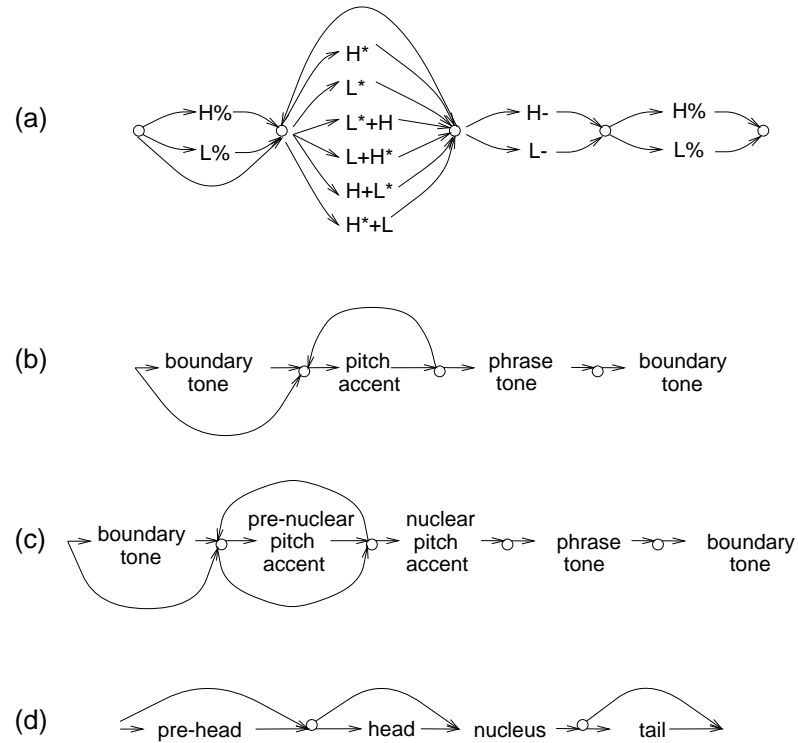 (a)
H%
L%
H*
L*
L*+H
L+H*
H+L*
H*+L
H-
L-
H%
L%
(b)
boundary
tone
pitch
accent
phrase
tone
boundary
tone
(c)
boundary
tone
pre-nuclear
pitch
accent
nuclear
pitch
accent
phrase
tone
boundary
tone
(d)
pre-head
head
nucleus
tail